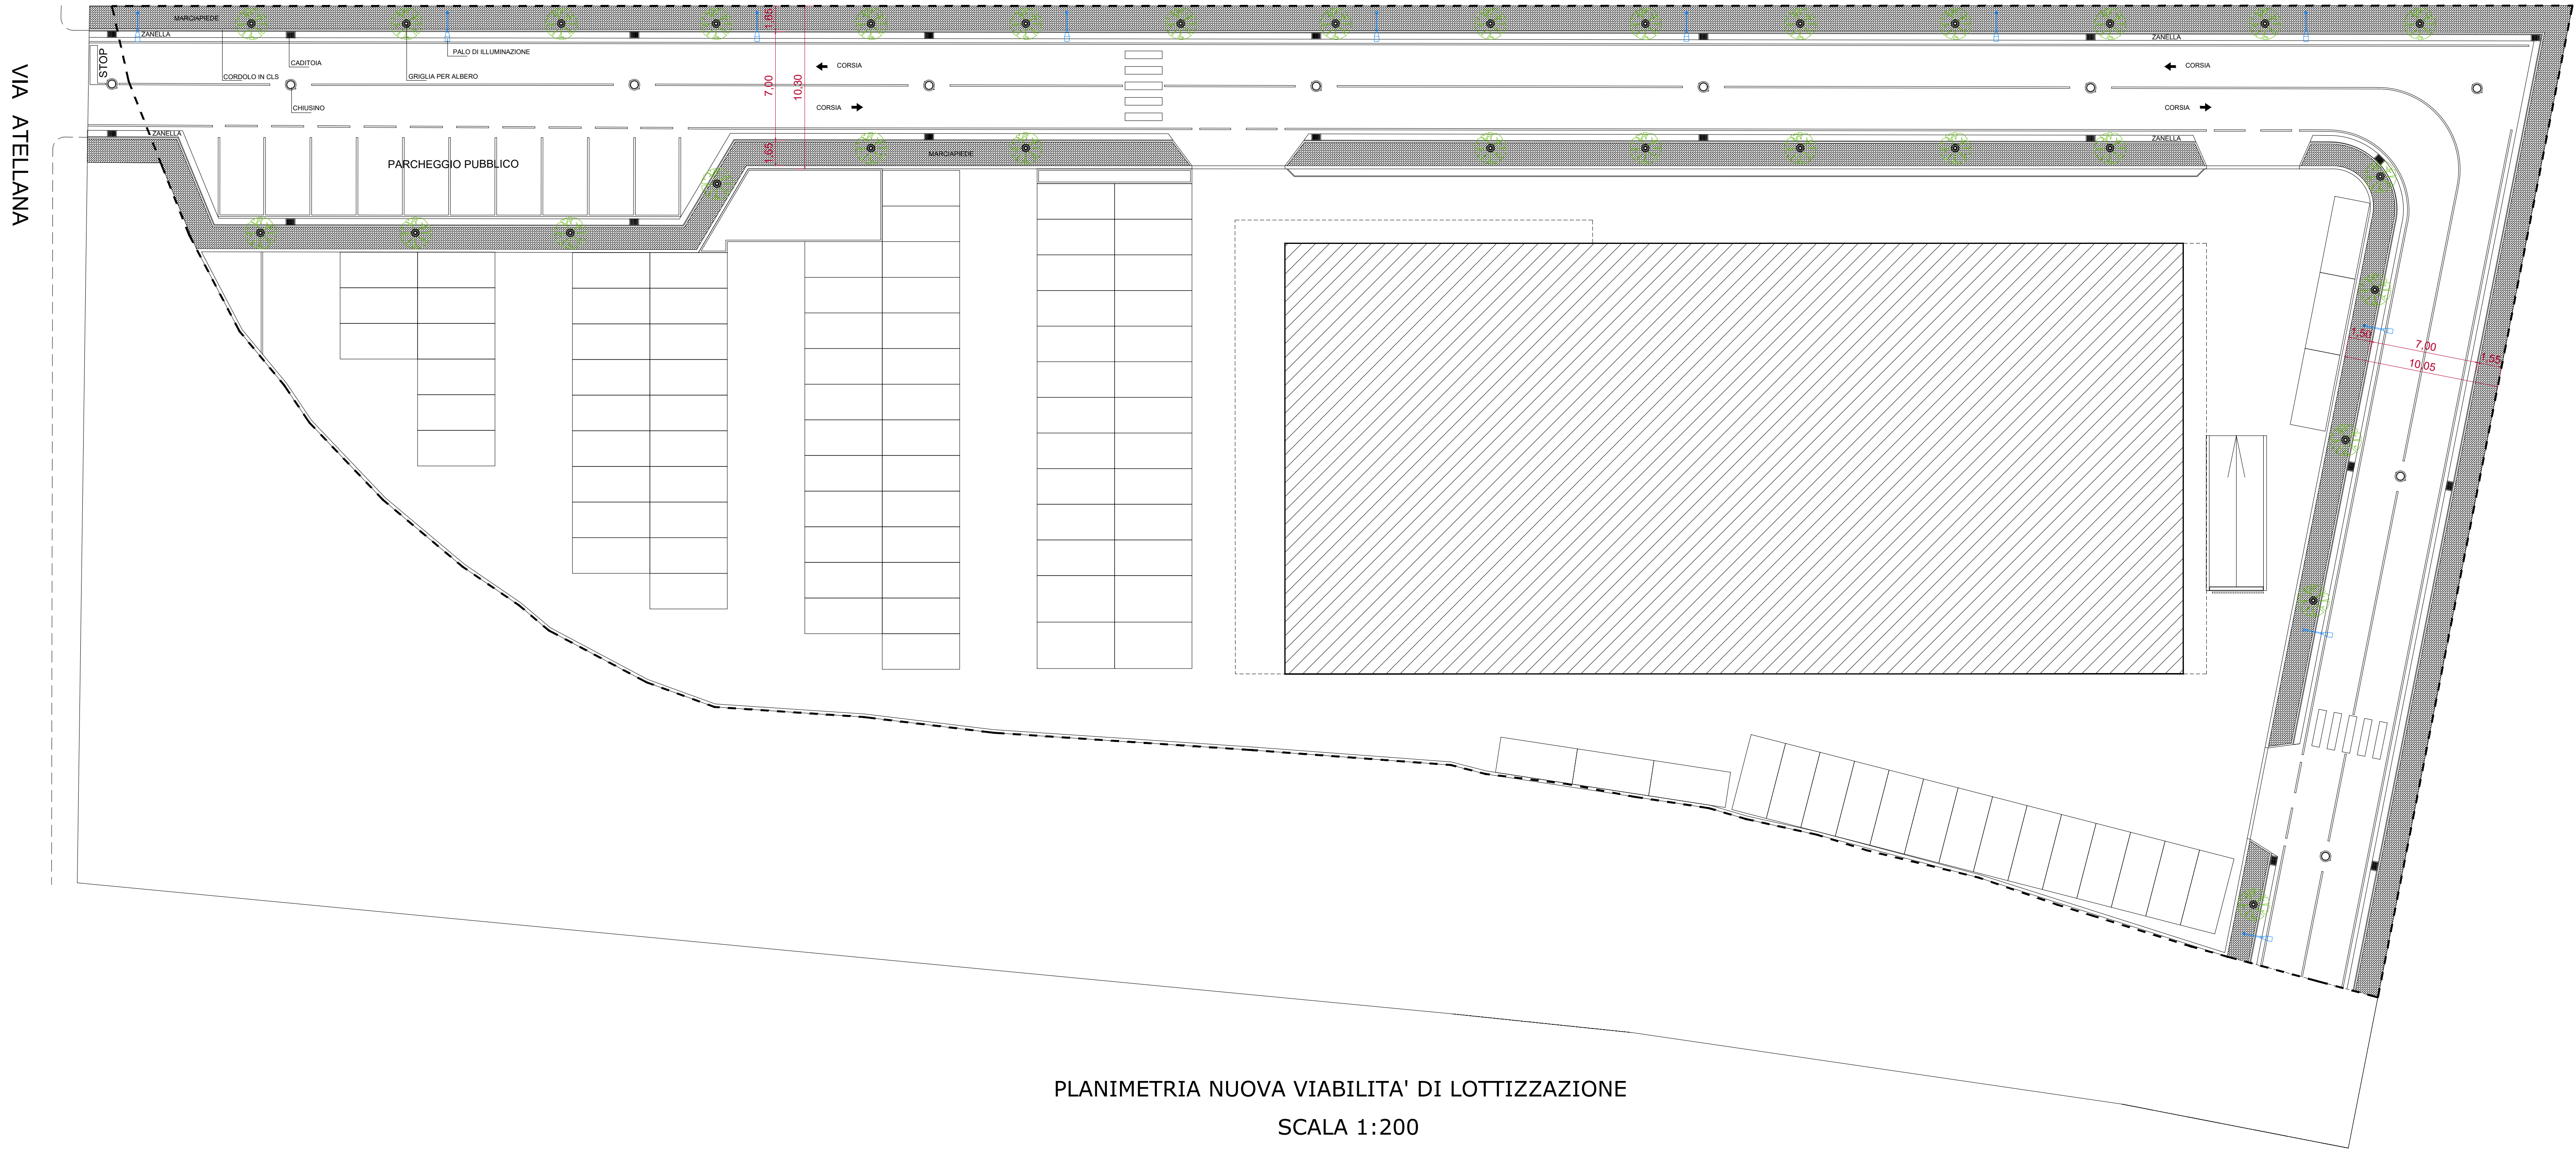 MARCIAPIEDE
ZANELLA
STOP
PALO DI ILLUMINAZIONE
CADITOIA
CORDOLO IN CLS
GRIGLIA PER ALBERO
CHIUSINO
ZANELLA
VIA ATELLANA
PARCHEGGIO PUBBLICO
1,65
7,00
10,30
1,65
CORSIA
CORSIA
MARCIAPIEDE
ZANELLA
CORSIA
CORSIA
ZANELLA
1,50
7,00
1,55
10,05
PLANIMETRIA NUOVA VIABILITA' DI LOTTIZZAZIONE
SCALA 1:200